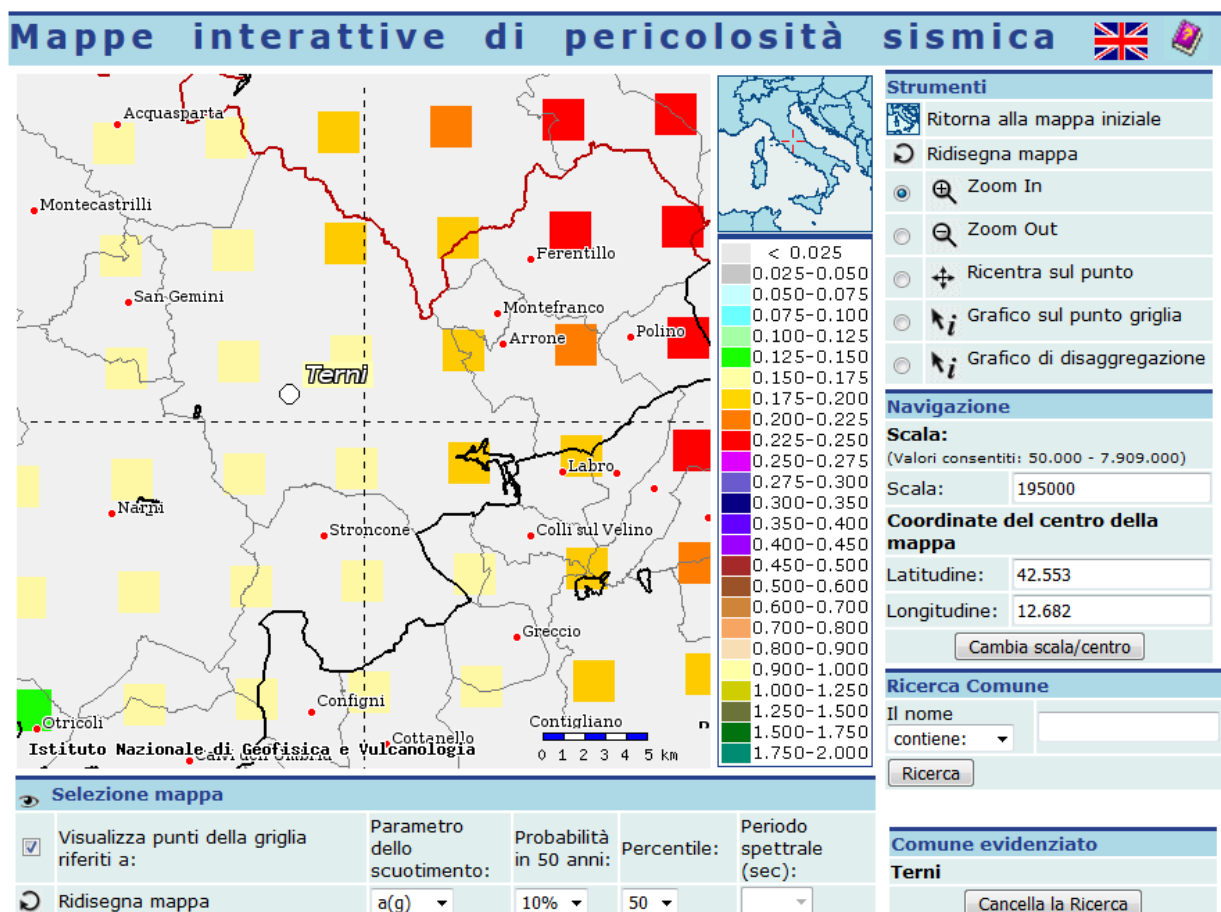 Mappe interattive di pericolosità sismica
Acquasparta
Montecastrilli
Ferentillo
San Gemini
Montefranco
Polino
Arrone
Terni
Labro
Narni
Stroncone
Colli sul Velino
Greccio
Configni
Otricoli
Contigliano
Cottanello
Istituto Nazionale di Geofisica e Vulcanologia
Calvi dell'Umbria
0 1 2 3 4 5 km
< 0.025
0.025-0.050
0.050-0.075
0.075-0.100
0.100-0.125
0.125-0.150
0.150-0.175
0.175-0.200
0.200-0.225
0.225-0.250
0.250-0.275
0.275-0.300
0.300-0.350
0.350-0.400
0.400-0.450
0.450-0.500
0.500-0.600
0.600-0.700
0.700-0.800
0.800-0.900
0.900-1.000
1.000-1.250
1.250-1.500
1.500-1.750
1.750-2.000
Strumenti
Ritorna alla mappa iniziale
Ridisegna mappa
Zoom In
Zoom Out
Ricentra sul punto
Grafico sul punto griglia
Grafico di disaggregazione
Navigazione
Scala:
(Valori consentiti: 50.000 - 7.909.000)
Scala: 195000
Coordinate del centro della
mappa
Latitudine: 42.553
Longitudine: 12.682
Cambia scala/centro
Ricerca Comune
Il nome
contiene:
Ricerca
Comune evidenziato
Terni
Cancella la Ricerca
Selezione mappa
Visualizza punti della griglia
riferiti a:
Parametro
dello
scuotimento:
Probabilità
in 50 anni:
Percentile:
Periodo
spettrale
(sec):
Ridisegna mappa
a(g) 10% 50